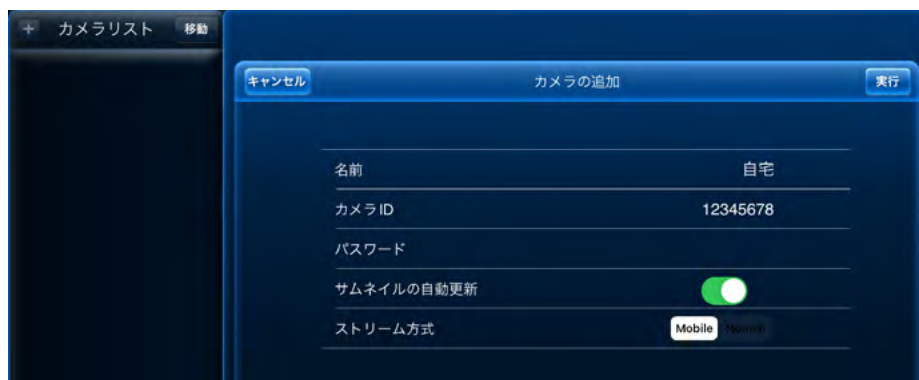 + カメラリスト 移動
キャンセル カメラの追加 実行
名前 自宅
カメラID 12345678
パスワード
サムネイルの自動更新
ストリーム方式 Mobile